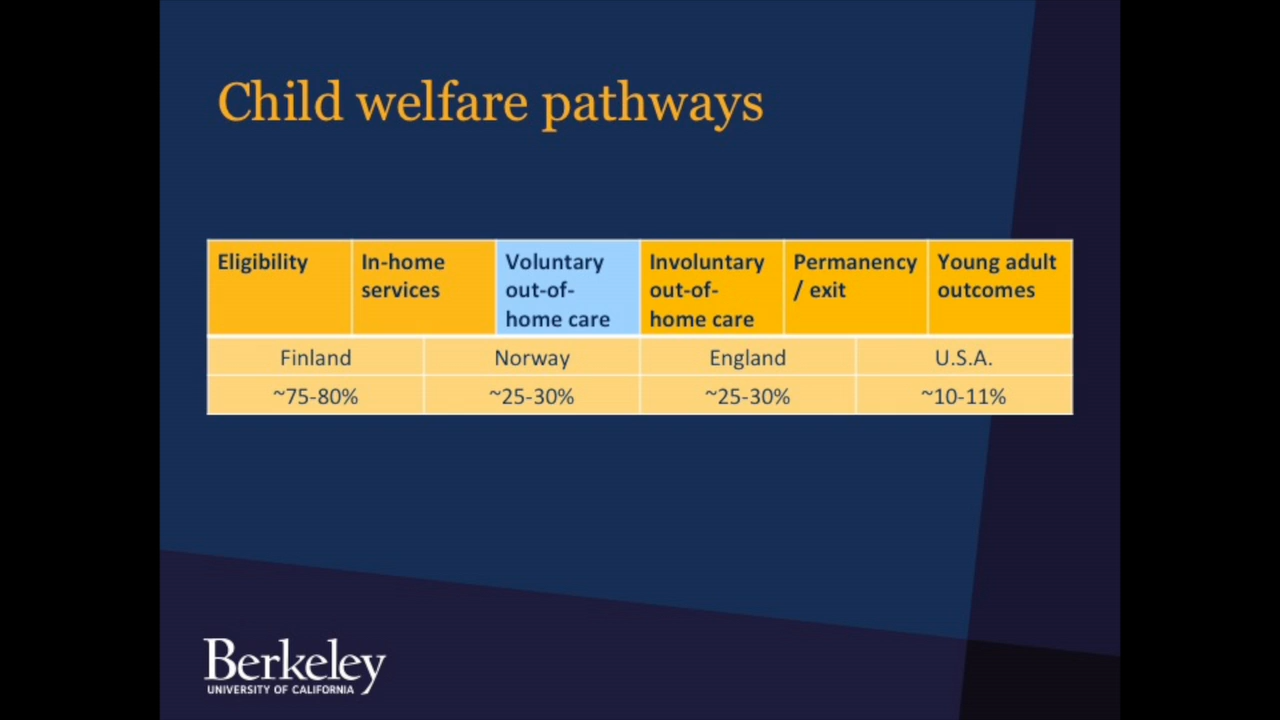 Child welfare pathways
Eligibility
In-home
services
Voluntary
out-of-
home care
Involuntary
out-of-
home care
Permanency
/ exit
Young adult
outcomes
Finland
Norway
England
U.S.A.
~75-80%
~25-30%
~25-30%
~10-11%
Berkeley
UNIVERSITY OF CALIFORNIA